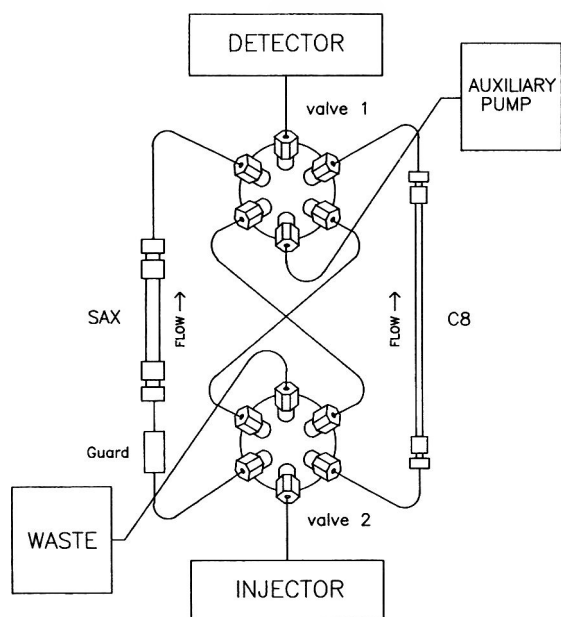 DETECTOR
AUXILIARY
PUMP
valve 1
SAX
FLOW →
FLOW →
C8
Guard
WASTE
valve 2
INJECTOR